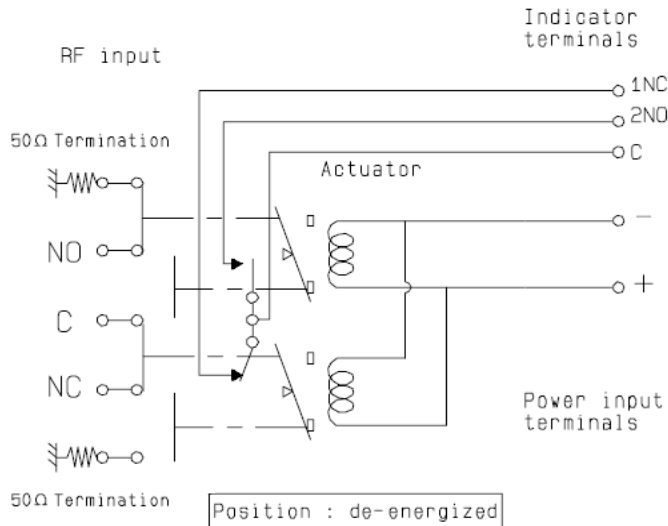 Indicator
terminals
RF input
1NC
2NO
50Ω Termination
C
Actuator
NO
-
+
C
NC
Power input
terminals
50Ω Termination
Position : de-energized